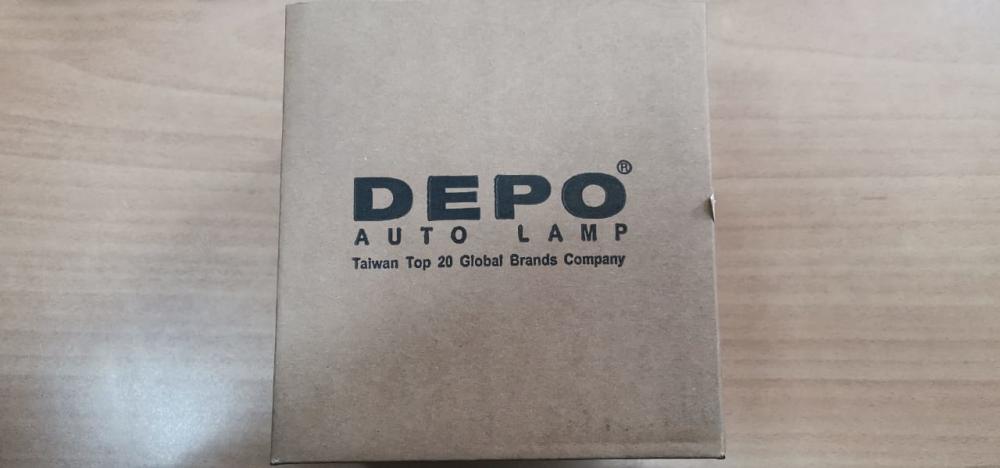 DEPO®
AUTO LAMP
Taiwan Top 20 Global Brands Company